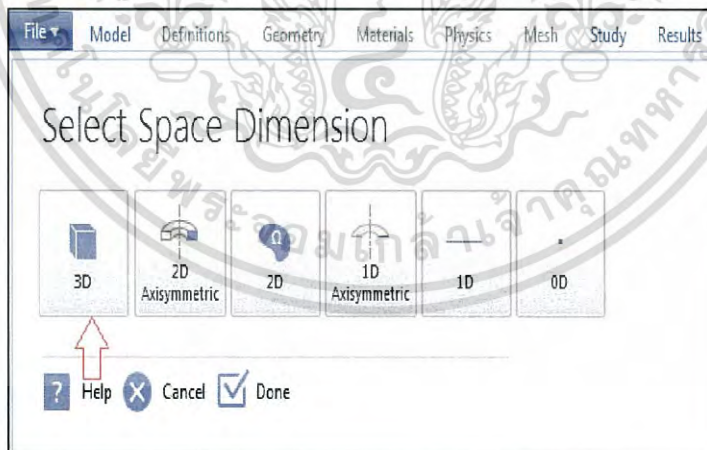 File Model Definitions Geometry Materials Physics Mesh Study Results
Select Space Dimension
3D 2D Axisymmetric 2D 1D Axisymmetric 1D 0D
? Help Cancel Done